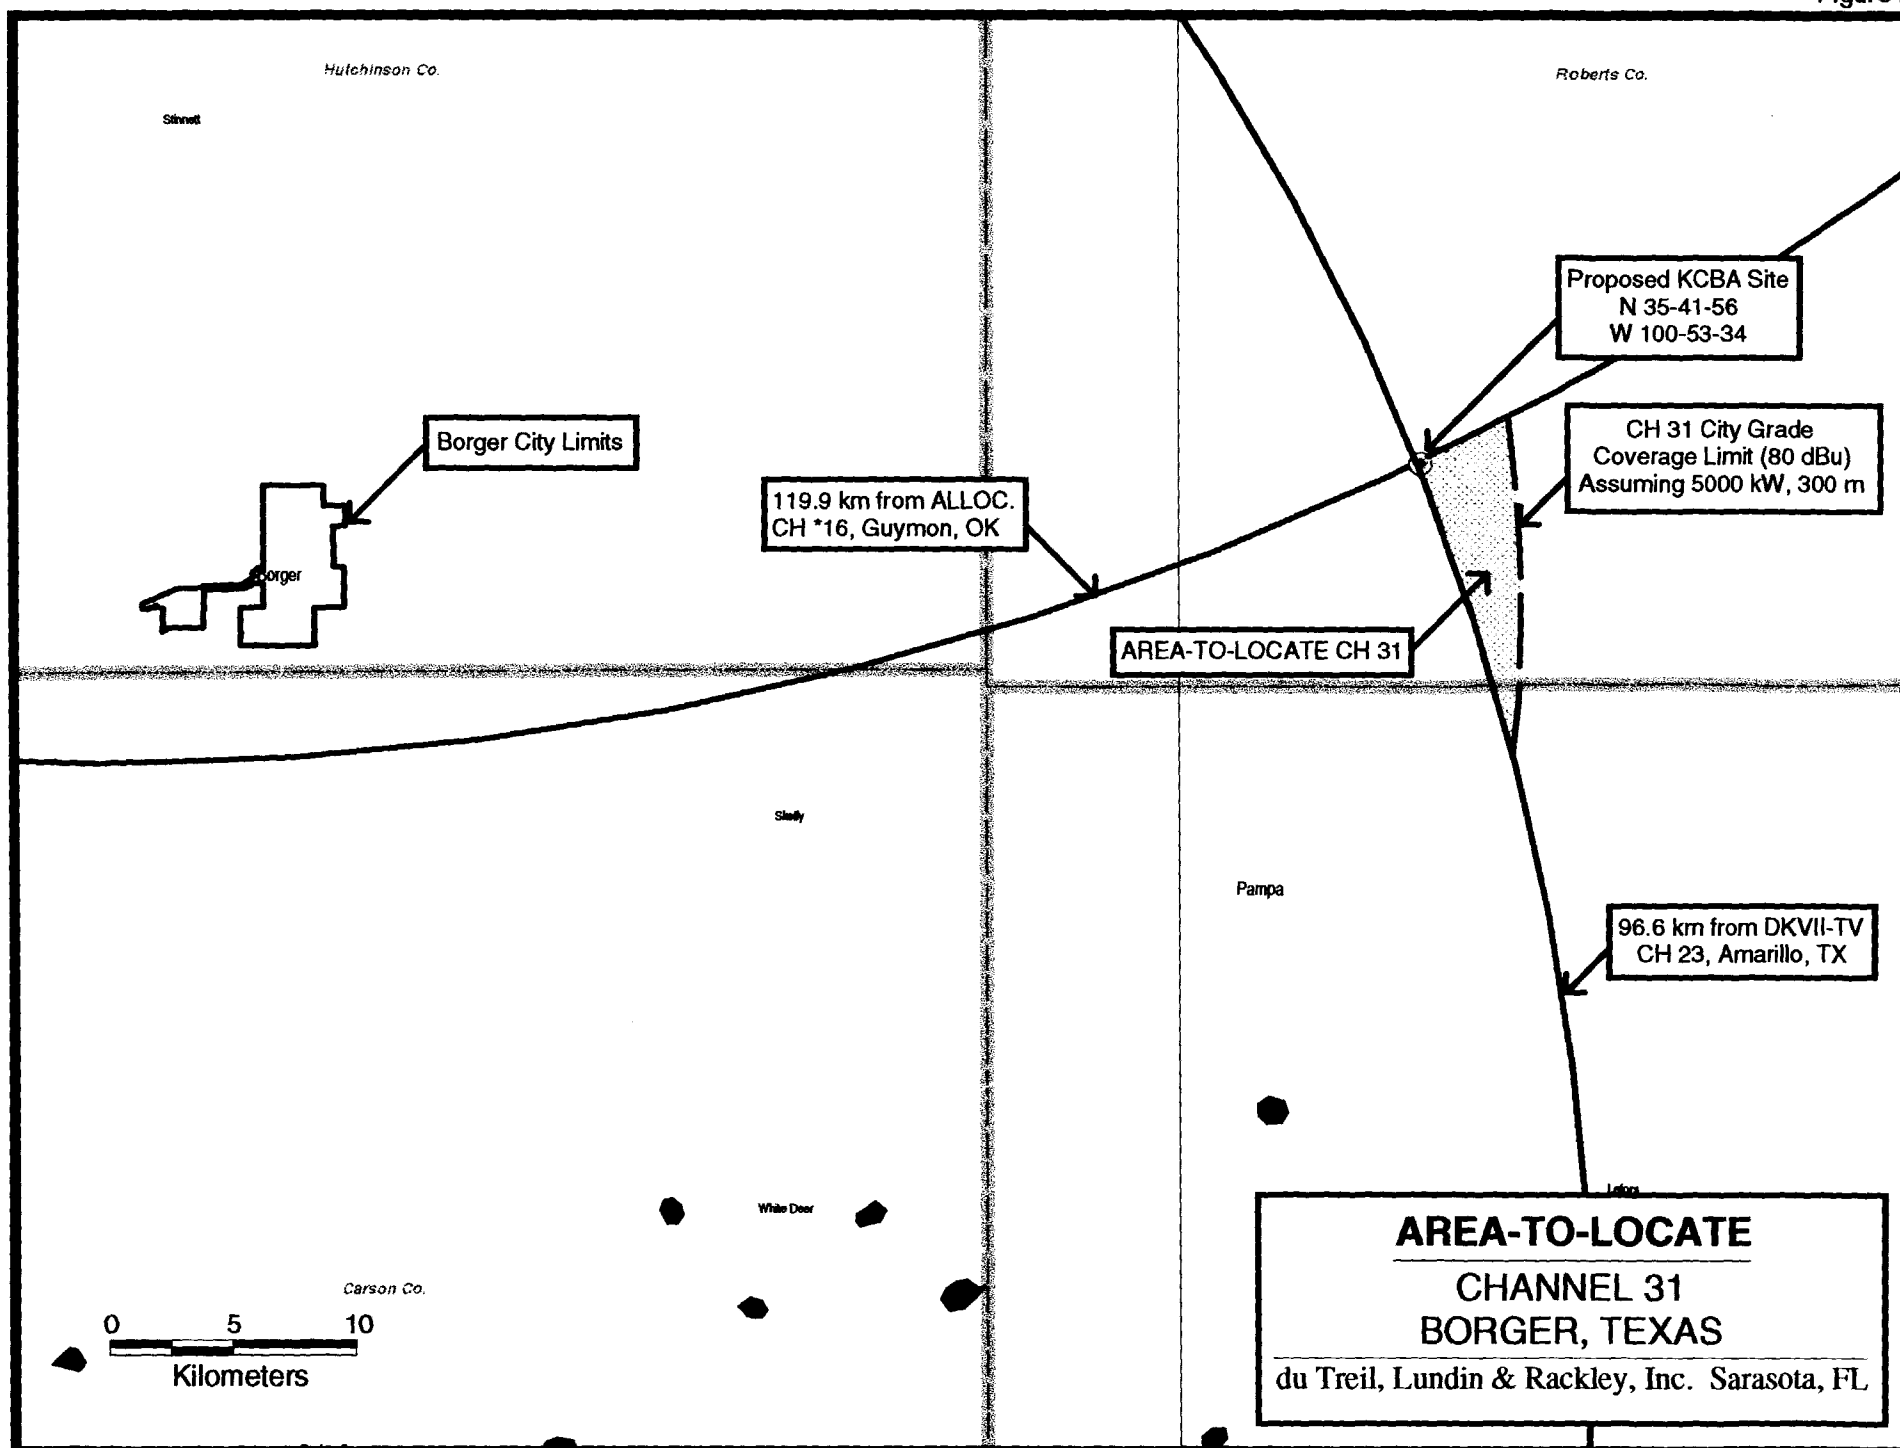 Figure
Hutchinson Co.
Roberts Co.
Stinnett
Proposed KCBA Site
N 35-41-56
W 100-53-34
Borger City Limits
CH 31 City Grade
Coverage Limit (80 dBu)
Assuming 5000 kW, 300 m
119.9 km from ALLOC.
CH *16, Guymon, OK
Borger
AREA-TO-LOCATE CH 31
Skelly
Pampa
96.6 km from DKVII-TV
CH 23, Amarillo, TX
Lefors
White Deer
Carson Co.
0 5 10
Kilometers
AREA-TO-LOCATE
CHANNEL 31
BORGER, TEXAS
du Treil, Lundin & Rackley, Inc. Sarasota, FL